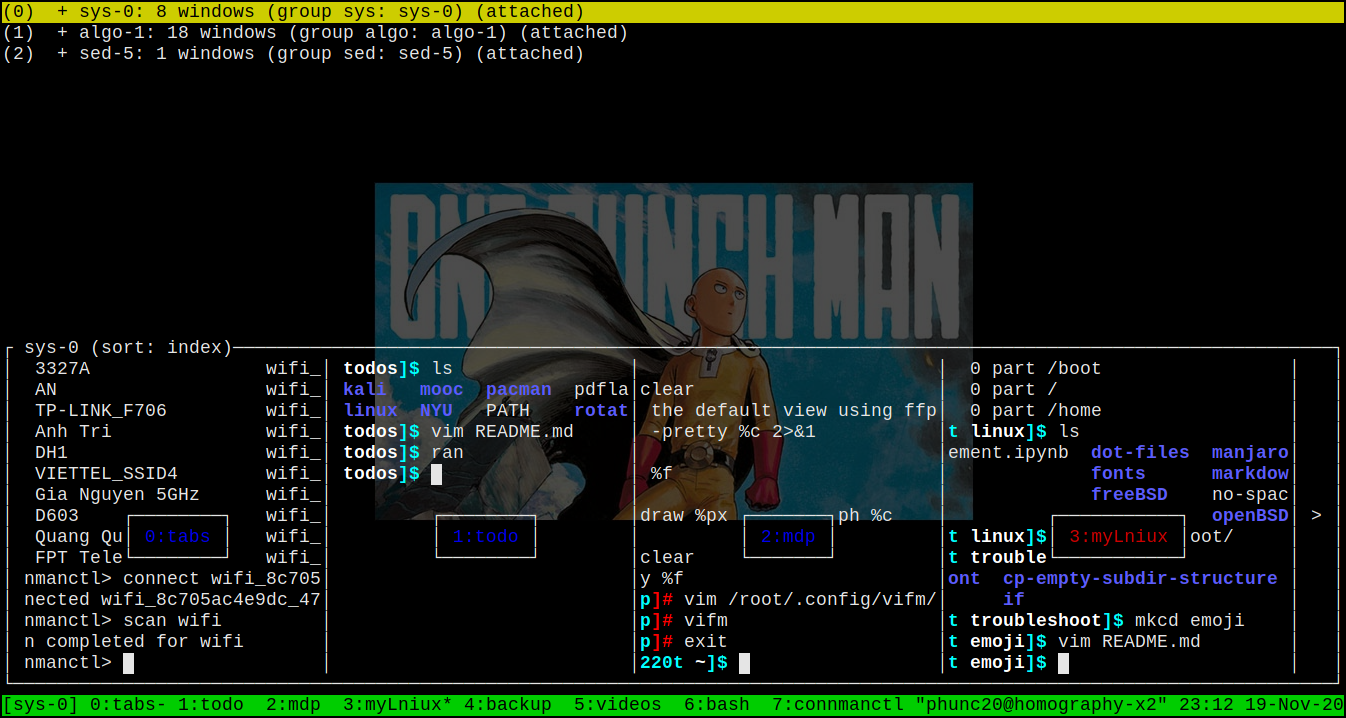 (0)  + sys-0: 8 windows (group sys: sys-0) (attached)
(1)  + algo-1: 18 windows (group algo: algo-1) (attached)
(2)  + sed-5: 1 windows (group sed: sed-5) (attached)
ONE PUNCH MAN
sys-0 (sort: index)
3327A wifi_
AN wifi_
TP-LINK_F706 wifi_
Anh Tri wifi_
DH1 wifi_
VIETTEL_SSID4 wifi_
Gia Nguyen 5GHz wifi_
D603 wifi_
Quang Qu 0:tabs wifi_
FPT Tele wifi_
nmanctl> connect wifi_8c705
nected wifi_8c705ac4e9dc_47
nmanctl> scan wifi
n completed for wifi
nmanctl>
todos]$ ls
kali mooc pacman pdfla
linux NYU PATH rotat
todos]$ vim README.md
todos]$ ran
todos]$
1:todo
clear
the default view using ffp
-pretty %c 2>&1
%f
draw %px ph %c
2:mdp
clear
y %f
p]# vim /root/.config/vifm/
p]# vifm
p]# exit
220t ~]$
0 part /boot
0 part /
0 part /home
t linux]$ ls
ement.ipynb dot-files manjaro
fonts markdow
freeBSD no-spac
openBSD >
t linux]$ 3:myLniux oot/
t trouble
ont cp-empty-subdir-structure
if
t troubleshoot]$ mkcd emoji
t emoji]$ vim README.md
t emoji]$
[sys-0] 0:tabs- 1:todo  2:mdp  3:myLniux* 4:backup  5:videos  6:bash  7:connmanctl "phunc20@homography-x2" 23:12 19-Nov-20